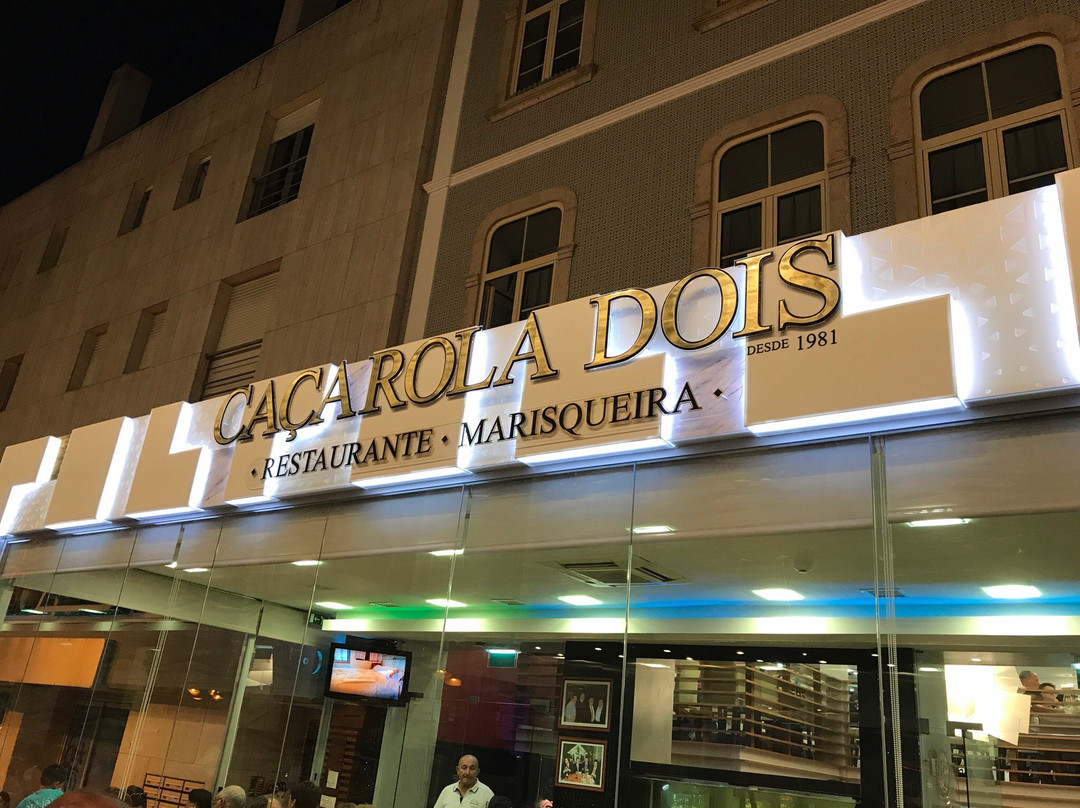 CAÇAROLA DOIS
DESDE 1981
· RESTAURANTE · MARISQUEIRA ·